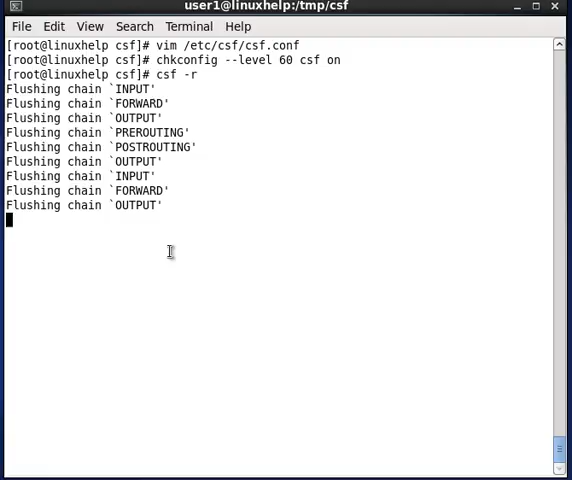 user1@linuxhelp:/tmp/csf
File Edit View Search Terminal Help
[root@linuxhelp csf]# vim /etc/csf/csf.conf
[root@linuxhelp csf]# chkconfig --level 60 csf on
[root@linuxhelp csf]# csf -r
Flushing chain `INPUT'
Flushing chain `FORWARD'
Flushing chain `OUTPUT'
Flushing chain `PREROUTING'
Flushing chain `POSTROUTING'
Flushing chain `OUTPUT'
Flushing chain `INPUT'
Flushing chain `FORWARD'
Flushing chain `OUTPUT'